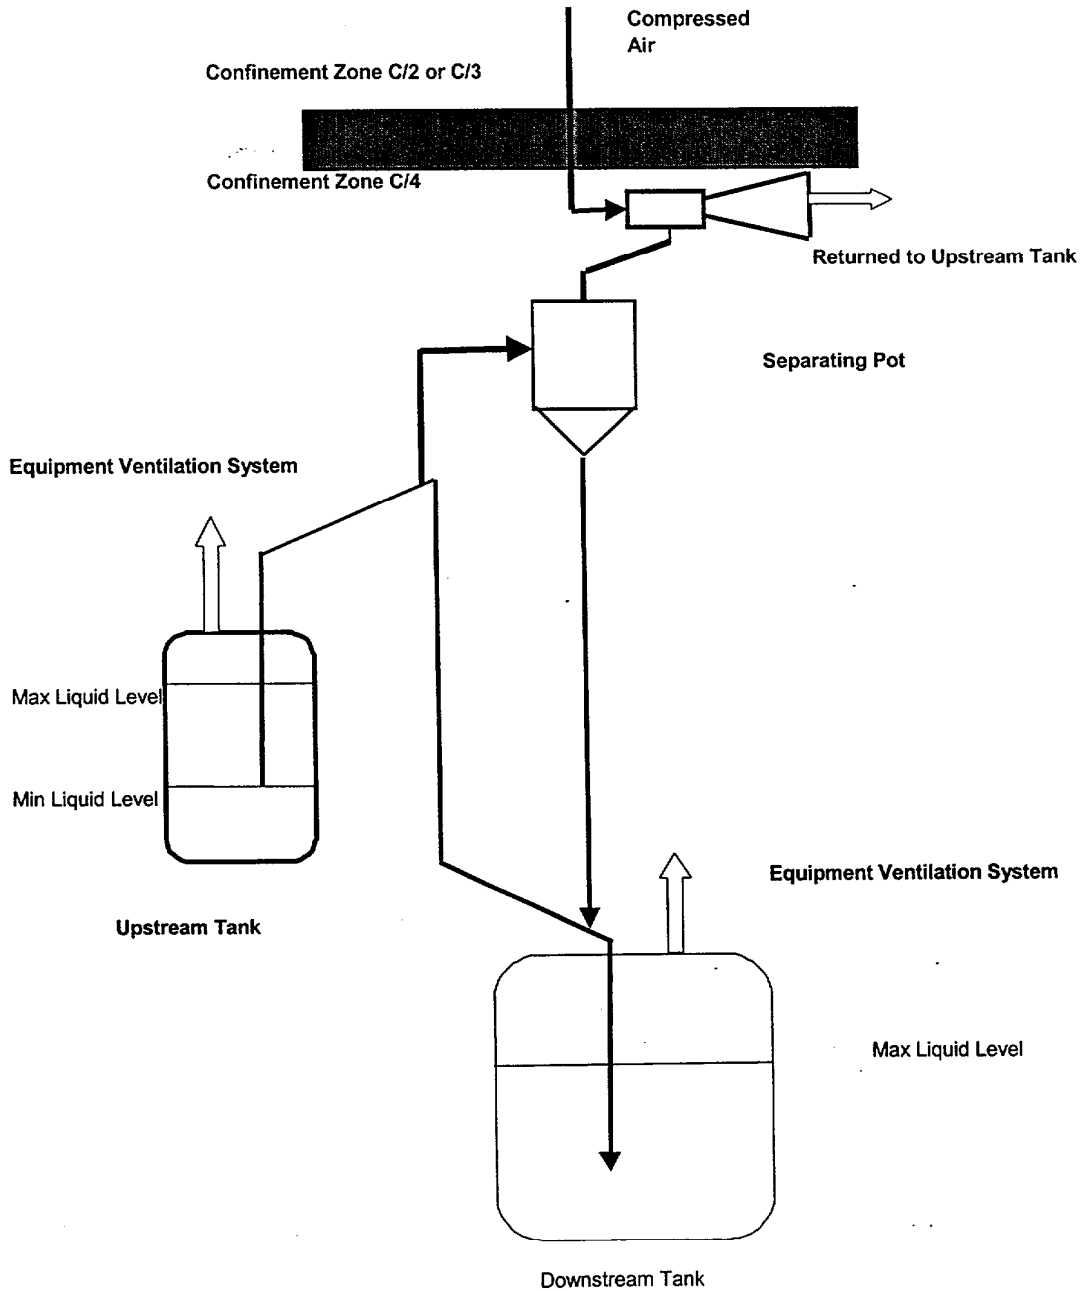 Compressed
Air
Confinement Zone C/2 or C/3
Confinement Zone C/4
Returned to Upstream Tank
Separating Pot
Equipment Ventilation System
Max Liquid Level
Min Liquid Level
Equipment Ventilation System
Upstream Tank
Max Liquid Level
Downstream Tank